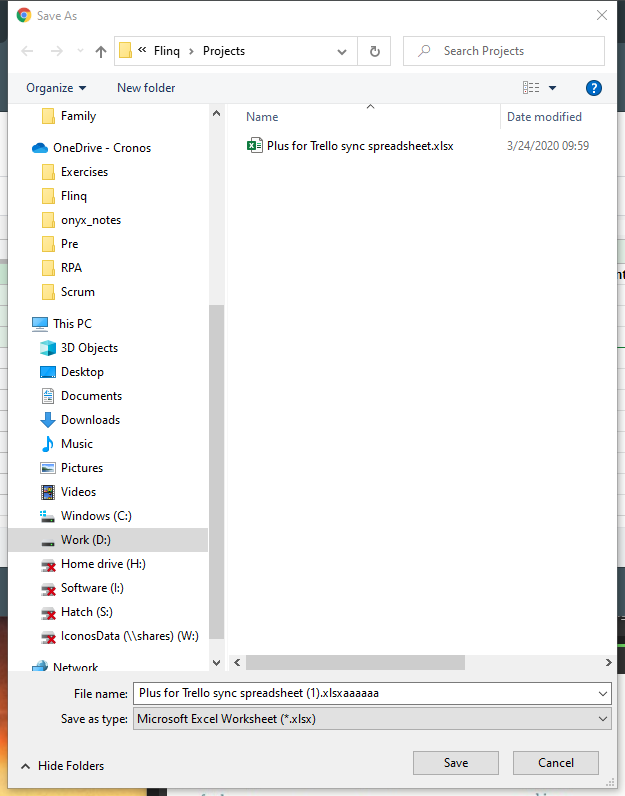 Save As
« Flinq › Projects
Search Projects
Organize
New folder
Name
Date modified
Plus for Trello sync spreadsheet.xlsx
3/24/2020 09:59
Family
OneDrive - Cronos
Exercises
Flinq
onyx_notes
Pre
RPA
Scrum
This PC
3D Objects
Desktop
Documents
Downloads
Music
Pictures
Videos
Windows (C:)
Work (D:)
Home drive (H:)
Software (I:)
Hatch (S:)
IconosData (\\shares) (W:)
Network
File name: Plus for Trello sync spreadsheet (1).xlsxaaaaaa
Save as type: Microsoft Excel Worksheet (*.xlsx)
Hide Folders
Save
Cancel